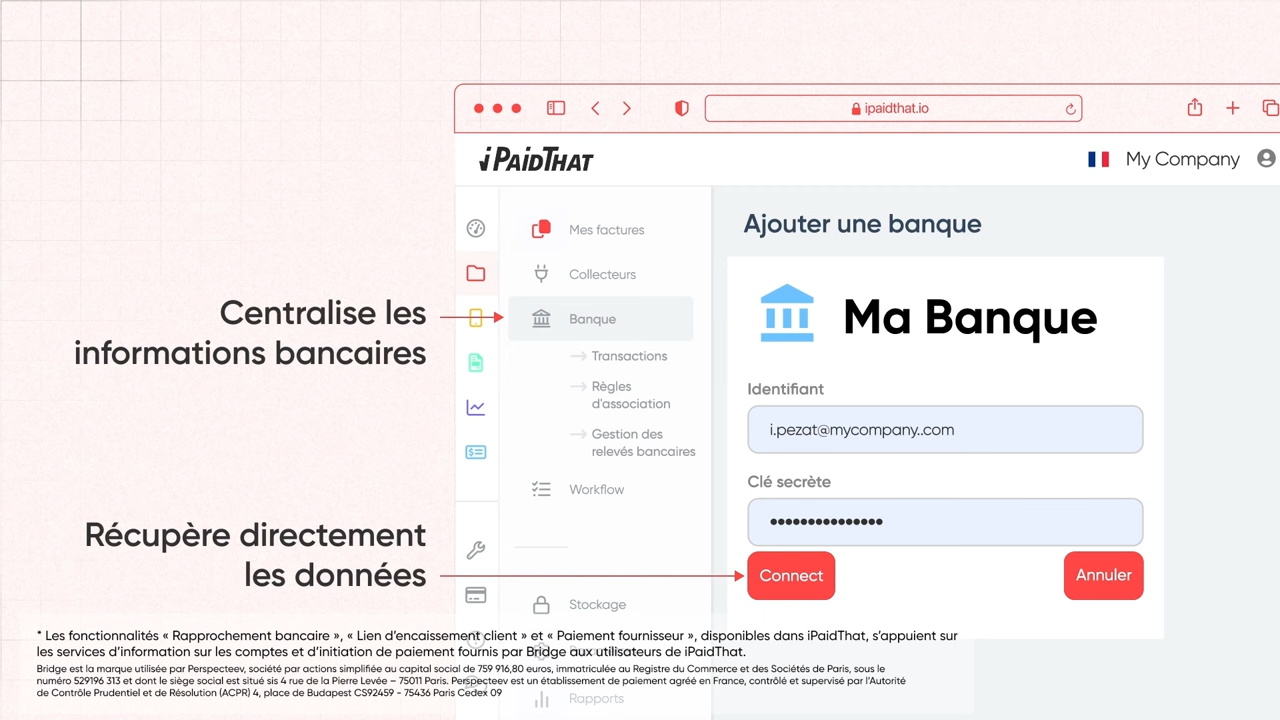 ipaidthat.io
iPaidThat
My Company
Mes factures
Collecteurs
Banque
Transactions
Règles
d'association
Gestion des
relevés bancaires
Workflow
Stockage
Rapports
Ajouter une banque
Ma Banque
Identifiant
i.pezat@mycompany..com
Clé secrète
Connect
Annuler
Centralise les
informations bancaires
Récupère directement
les données
* Les fonctionnalités « Rapprochement bancaire », « Lien d'encaissement client » et « Paiement fournisseur », disponibles dans iPaidThat, s'appuient sur
les services d'information sur les comptes et d'initiation de paiement fournis par Bridge aux utilisateurs de iPaidThat.
Bridge est la marque utilisée par Perspecteev, société par actions simplifiée au capital social de 759 916,80 euros, immatriculée au Registre du Commerce et des Sociétés de Paris, sous le
numéro 529196 313 et dont le siège social est situé sis 4 rue de la Pierre Levée – 75011 Paris. Persptecteev est un établissement de paiement agréé en France, contrôlé et supervisé par l'Autorité
de Contrôle Prudentiel et de Résolution (ACPR) 4, place de Budapest CS92459 - 75436 Paris Cedex 09